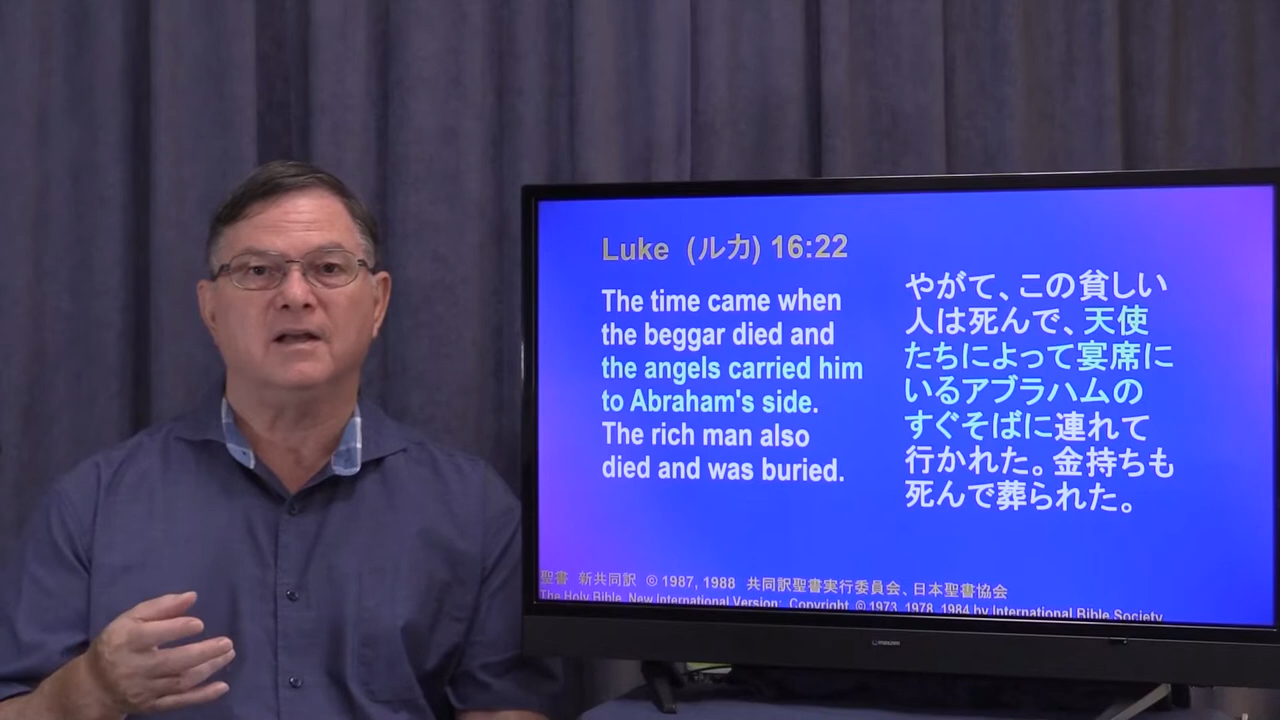 Luke (ルカ) 16:22
The time came when
the beggar died and
the angels carried him
to Abraham's side.
The rich man also
died and was buried.
やがて、この貧しい
人は死んで、天使
たちによって宴席に
いるアブラハムの
すぐそばに連れて
行かれた。金持ちも
死んで葬られた。
聖書 新共同訳 © 1987, 1988 共同訳聖書実行委員会、日本聖書協会
The Holy Bible, New International Version; Copyright © 1973, 1978, 1984 by International Bible Society